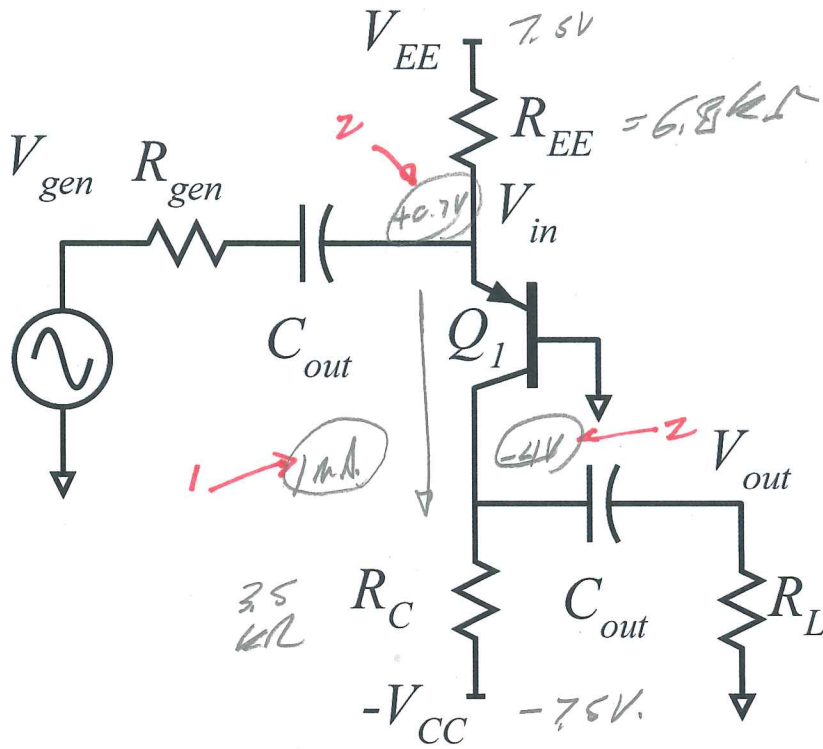 V_EE 7.5V
R_EE = 6.8kΩ
2
V_gen R_gen
+0.7V
V_in
C_out
Q_1
1
1mA.
-4V
2
V_out
3.5
kΩ
R_C
C_out
R_L
-V_CC -7.5V.